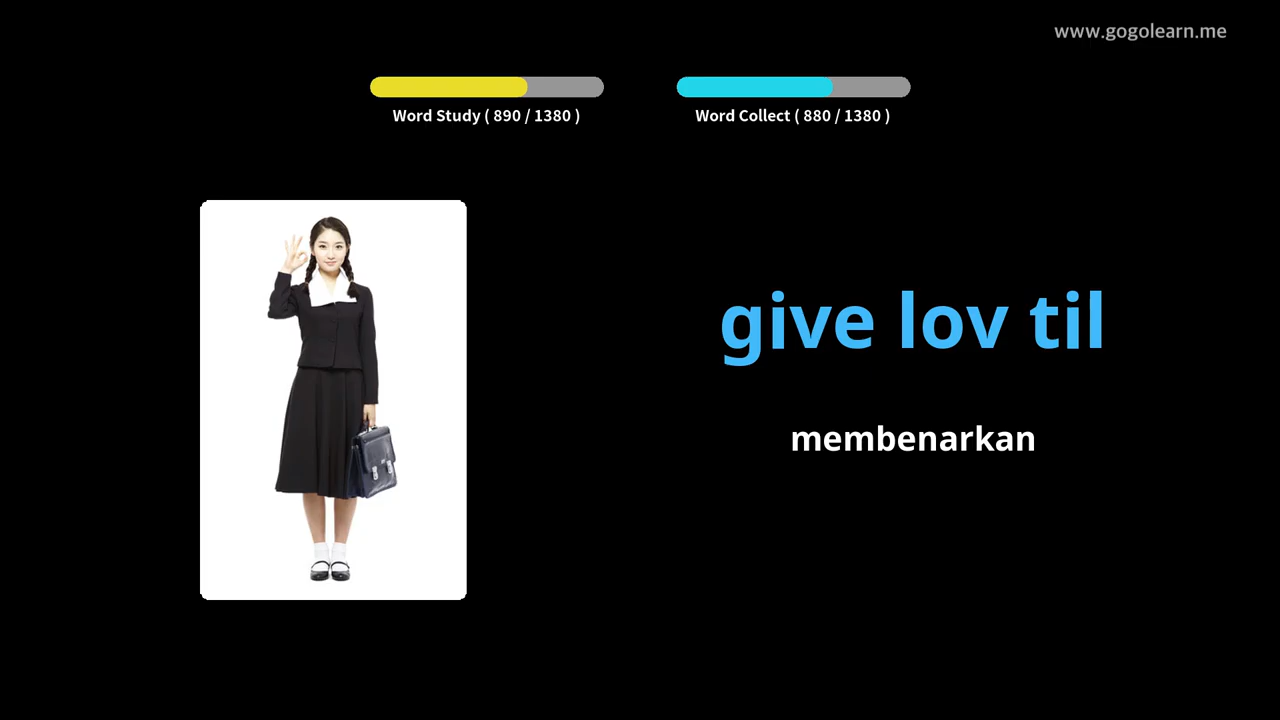 www.gogolearn.me
Word Study ( 890 / 1380 )
Word Collect ( 880 / 1380 )
give lov til
membenarkan